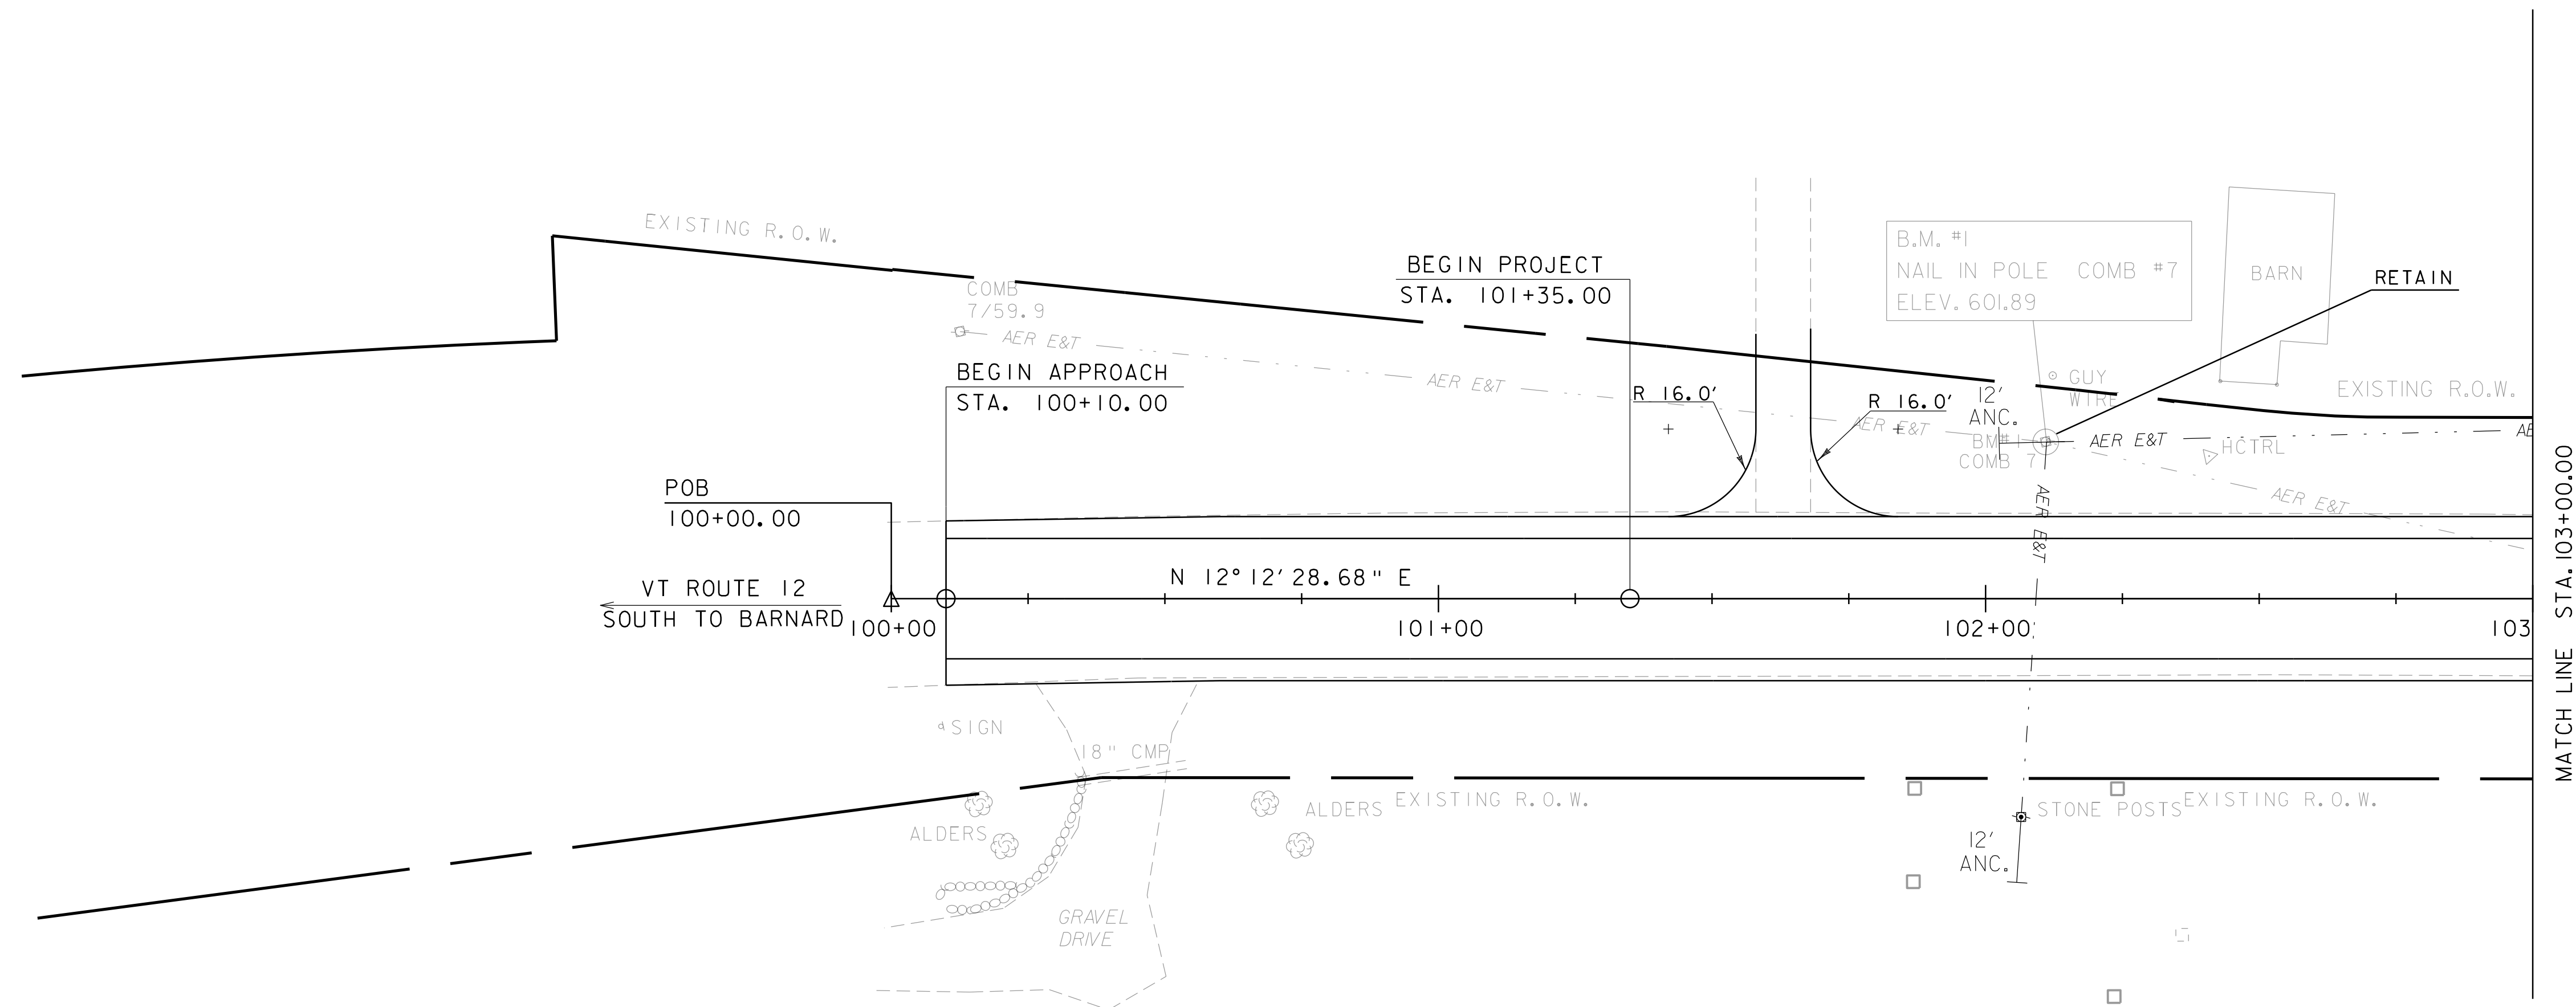 EXISTING R.O.W.
COMB
7/59.9
AER E&T
BEGIN APPROACH
STA. 100+10.00
POB
100+00.00
VT ROUTE 12
SOUTH TO BARNARD
100+00
N 12°12'28.68" E
101+00
BEGIN PROJECT
STA. 101+35.00
AER E&T
R 16.0'
R 16.0'
AER E&T
B.M. #1
NAIL IN POLE COMB #7
ELEV. 601.89
BARN
RETAIN
GUY
WIRE
12'
ANC.
BM#1
COMB 7
AER E&T
HCTRL
EXISTING R.O.W.
AE
AER E&T
AER E&T
102+00
103
MATCH LINE STA. 103+00.00
SIGN
18" CMP
ALDERS
ALDERS
EXISTING R.O.W.
STONE POSTS
EXISTING R.O.W.
12'
ANC.
GRAVEL
DRIVE